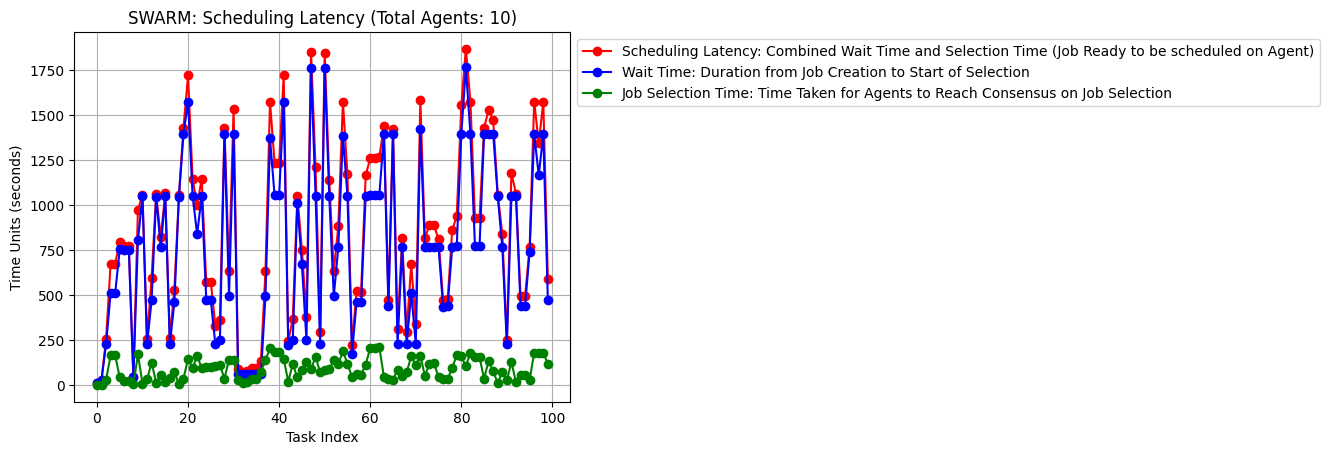 SWARM: Scheduling Latency (Total Agents: 10)
Scheduling Latency: Combined Wait Time and Selection Time (Job Ready to be scheduled on Agent)
Wait Time: Duration from Job Creation to Start of Selection
Job Selection Time: Time Taken for Agents to Reach Consensus on Job Selection
Time Units (seconds)
1750
1500
1250
1000
750
500
250
0
0 20 40 60 80 100
Task Index